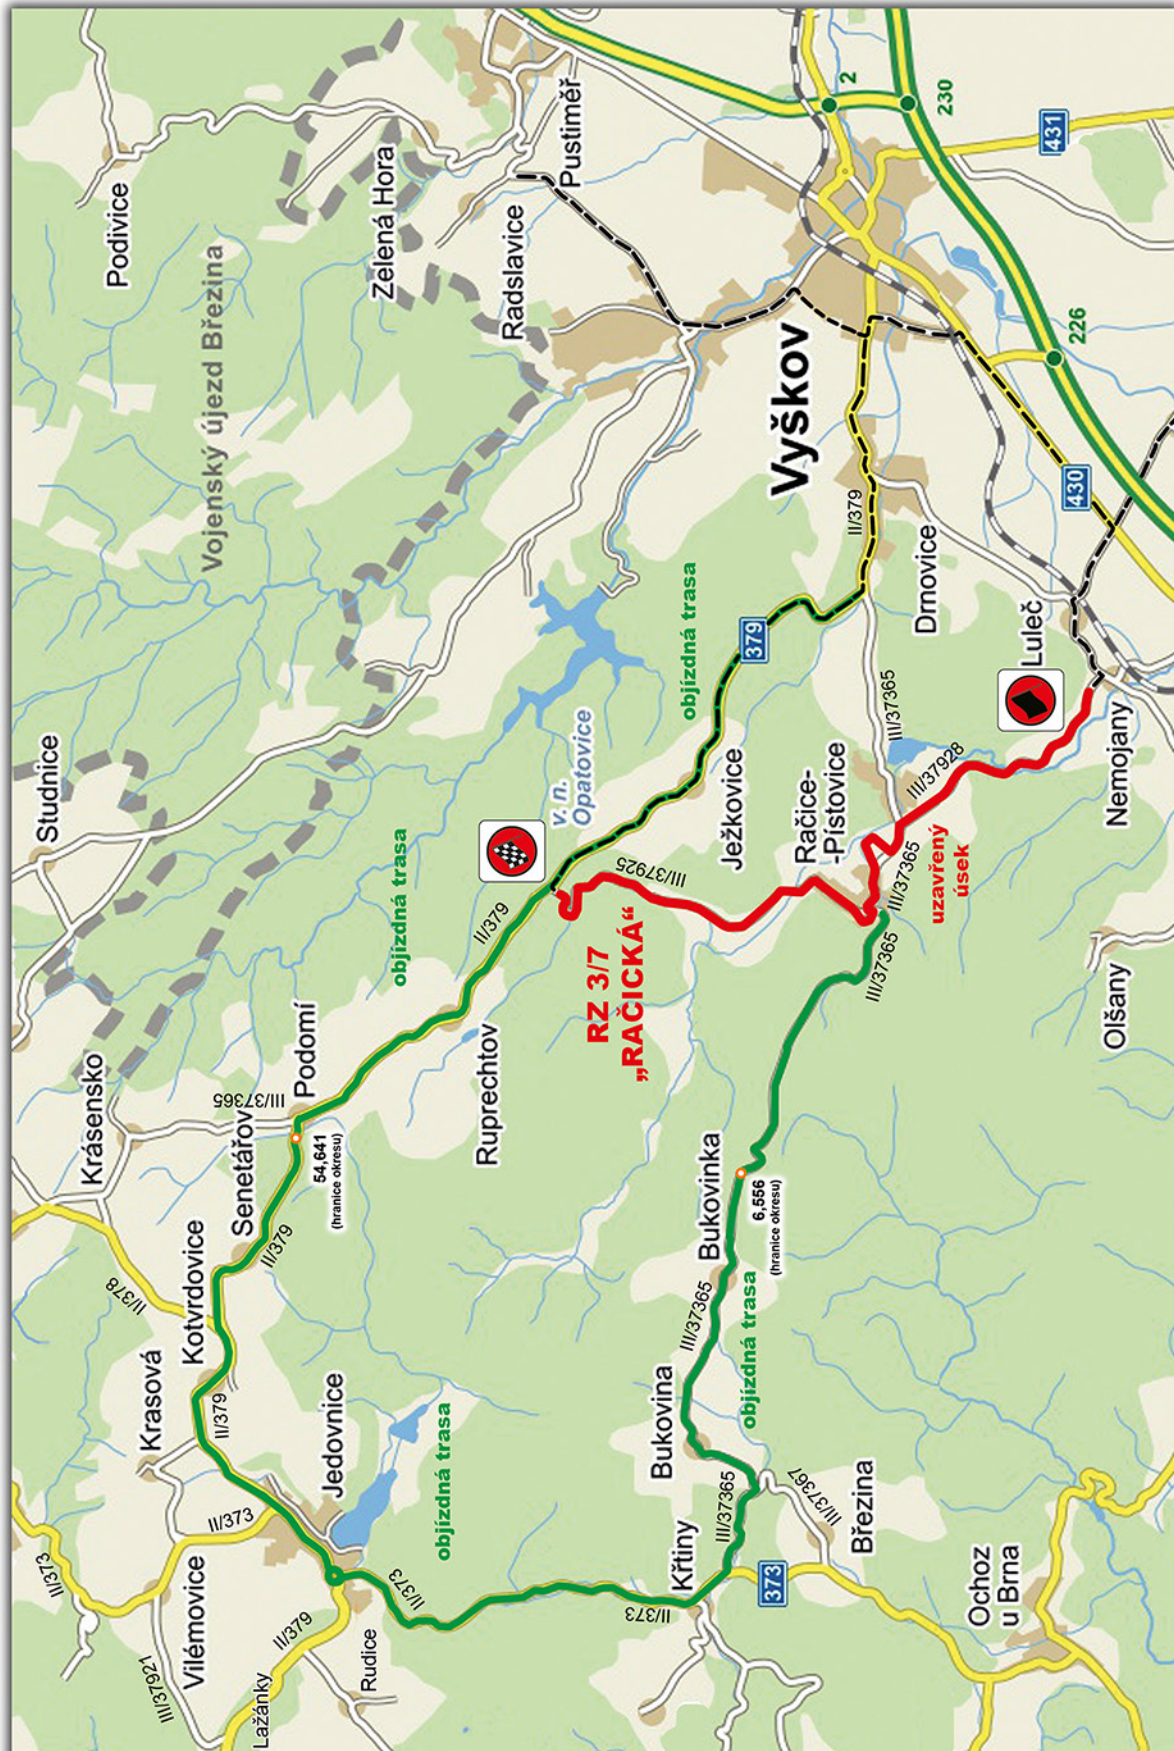 II/373
Vilémovice
III/37921
Lažánky
II/379
Rudice
II/373
Krasová
II/379
Kotvrdovice
II/378
Krásensko
Studnice
Podivice
Vojenský újezd Březina
Zelená Hora
Radslavice
Pustiměř
Senetářov
III/37365
Podomí
II/379
54,641
(hranice okresu)
Jedovnice
II/373
objízdná trasa
objízdná trasa
Ruprechtov
II/379
v. n.
Opatovice
RZ 3/7
„RAČICKÁ“
III/37925
objízdná trasa
379
Ježkovice
Vyškov
2
230
431
226
430
II/379
Drnovice
Račice-
-Pístovice
III/37365
III/37928
Luleč
Nemojany
uzavřený
úsek
III/37365
III/37365
Olšany
Bukovinka
6,556
(hranice okresu)
III/37365
objízdná trasa
Bukovina
III/37365
II/373
Křtiny
373
III/37367
Březina
Ochoz
u Brna